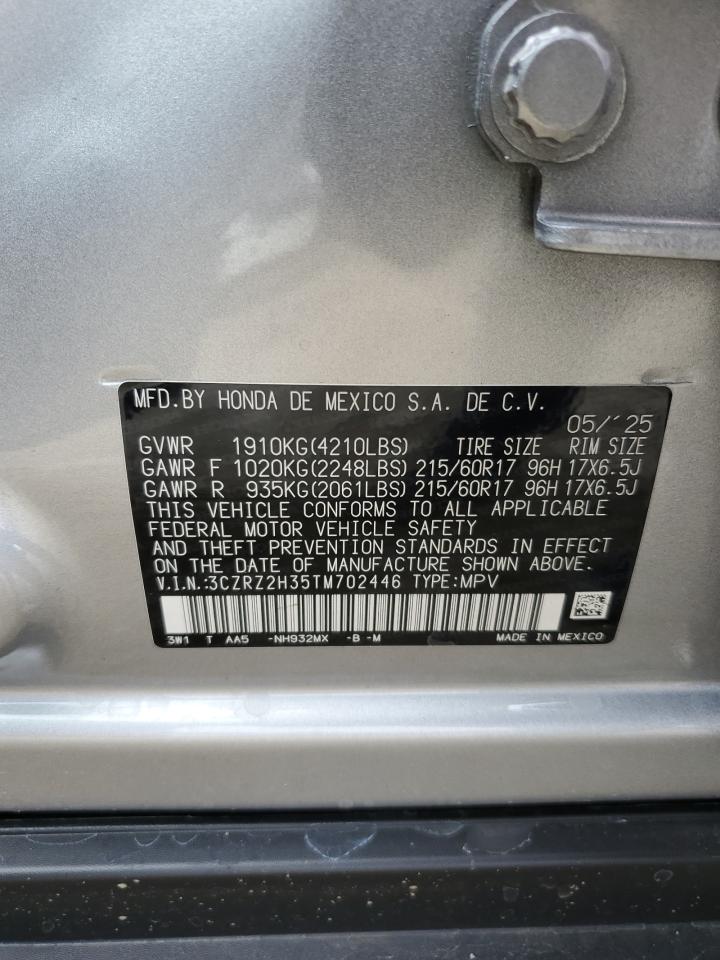 MFD.BY HONDA DE MEXICO S.A. DE C.V.
05/'25
GVWR 1910KG(4210LBS) TIRE SIZE RIM SIZE
GAWR F 1020KG(2248LBS) 215/60R17 96H 17X6.5J
GAWR R 935KG(2061LBS) 215/60R17 96H 17X6.5J
THIS VEHICLE CONFORMS TO ALL APPLICABLE
FEDERAL MOTOR VEHICLE SAFETY
AND THEFT PREVENTION STANDARDS IN EFFECT
ON THE DATE OF MANUFACTURE SHOWN ABOVE.
V.I.N.:3CZRZ2H35TM702446 TYPE:MPV
3W1 T AA5 -NH932MX -B -M MADE IN MEXICO